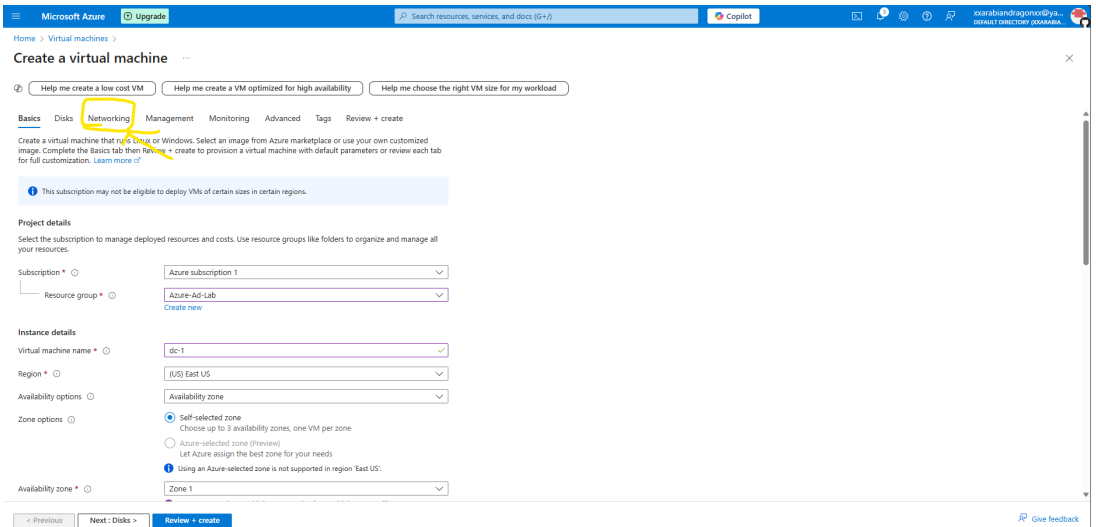 Microsoft Azure
Upgrade
Search resources, services, and docs (G+/)
Copilot
3
xxarabiandragonxx@ya...
DEFAULT DIRECTORY (XXARABIA...
Home > Virtual machines >
Create a virtual machine ...
Help me create a low cost VM
Help me create a VM optimized for high availability
Help me choose the right VM size for my workload
Basics Disks Networking Management Monitoring Advanced Tags Review + create
Create a virtual machine that runs Linux or Windows. Select an image from Azure marketplace or use your own customized
image. Complete the Basics tab then Review + create to provision a virtual machine with default parameters or review each tab
for full customization. Learn more
This subscription may not be eligible to deploy VMs of certain sizes in certain regions.
Project details
Select the subscription to manage deployed resources and costs. Use resource groups like folders to organize and manage all
your resources.
Subscription * Azure subscription 1
Resource group * Azure-Ad-Lab
Create new
Instance details
Virtual machine name * dc-1
Region * (US) East US
Availability options Availability zone
Zone options Self-selected zone
Choose up to 3 availability zones, one VM per zone
Azure-selected zone (Preview)
Let Azure assign the best zone for your needs
Using an Azure-selected zone is not supported in region 'East US'.
Availability zone * Zone 1
< Previous Next : Disks > Review + create Give feedback